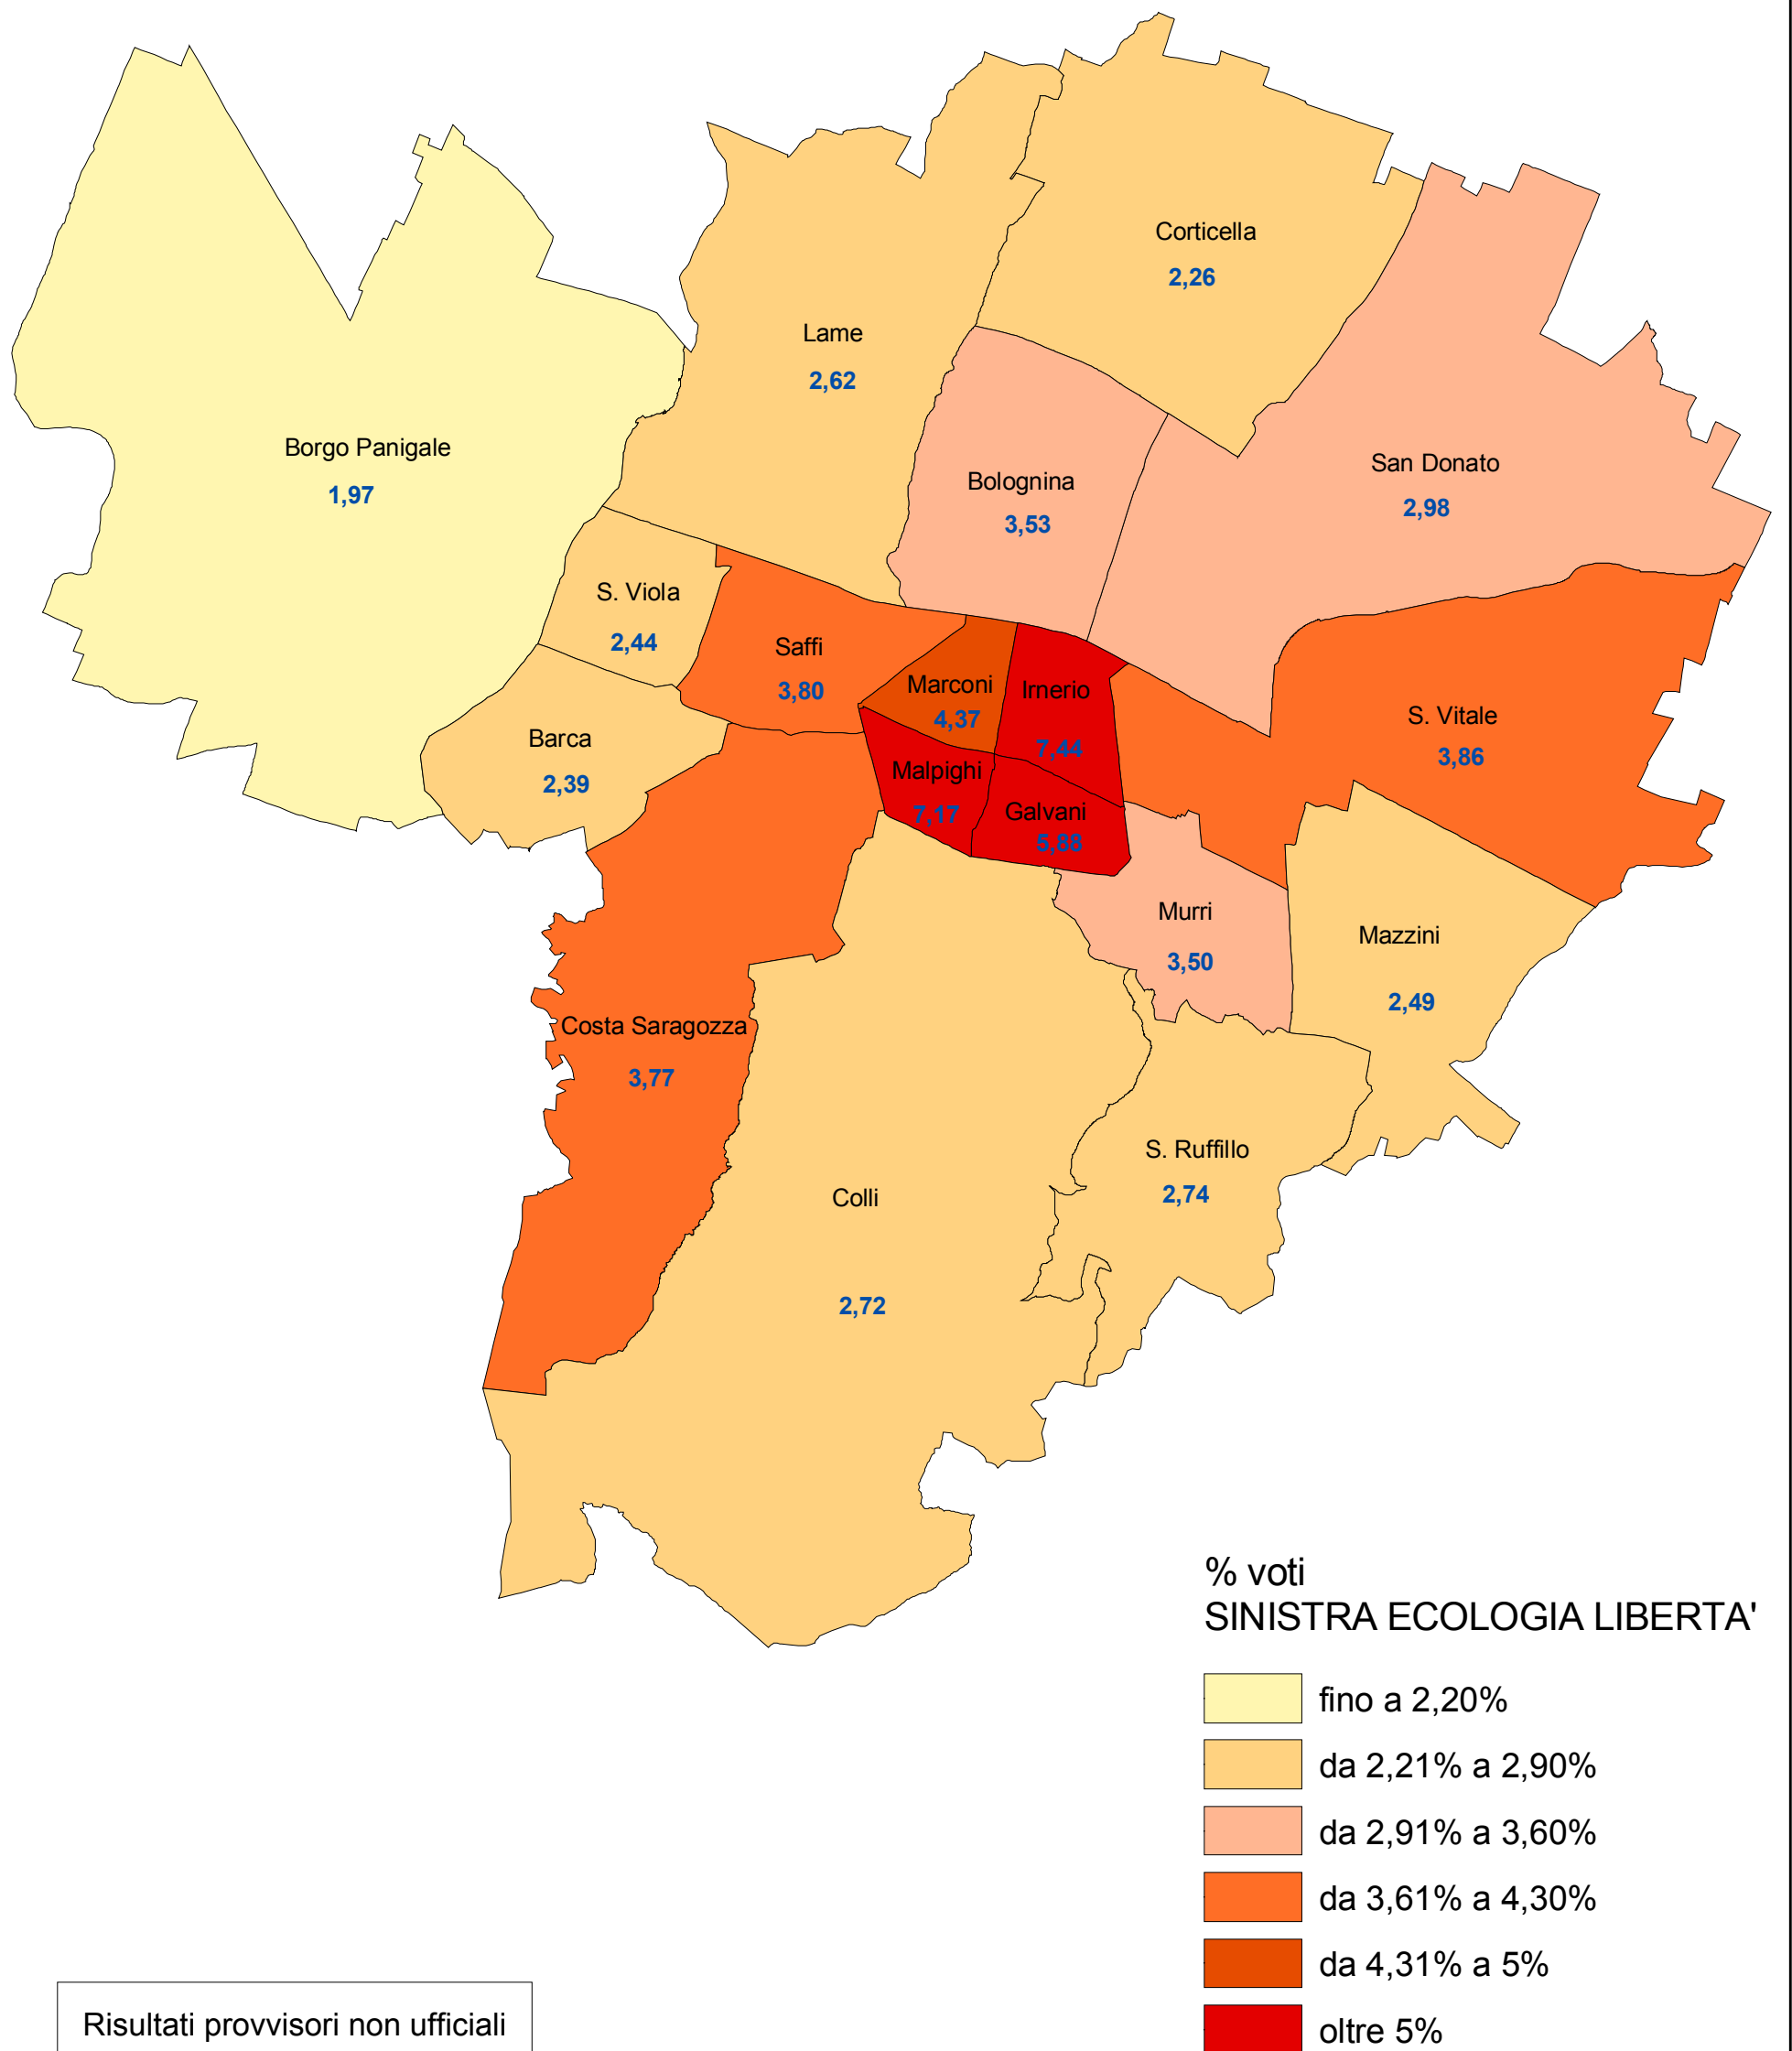 Corticella
2,26
Lame
2,62
Borgo Panigale
1,97
San Donato
2,98
Bolognina
3,53
S. Viola
2,44
Saffi
3,80
Marconi
4,37
Irnerio
7,44
S. Vitale
3,86
Barca
2,39
Malpighi
7,17
Galvani
5,88
Murri
3,50
Mazzini
2,49
Costa Saragozza
3,77
S. Ruffillo
2,74
Colli
2,72
% voti
SINISTRA ECOLOGIA LIBERTA'
fino a 2,20%
da 2,21% a 2,90%
da 2,91% a 3,60%
da 3,61% a 4,30%
da 4,31% a 5%
oltre 5%
Risultati provvisori non ufficiali